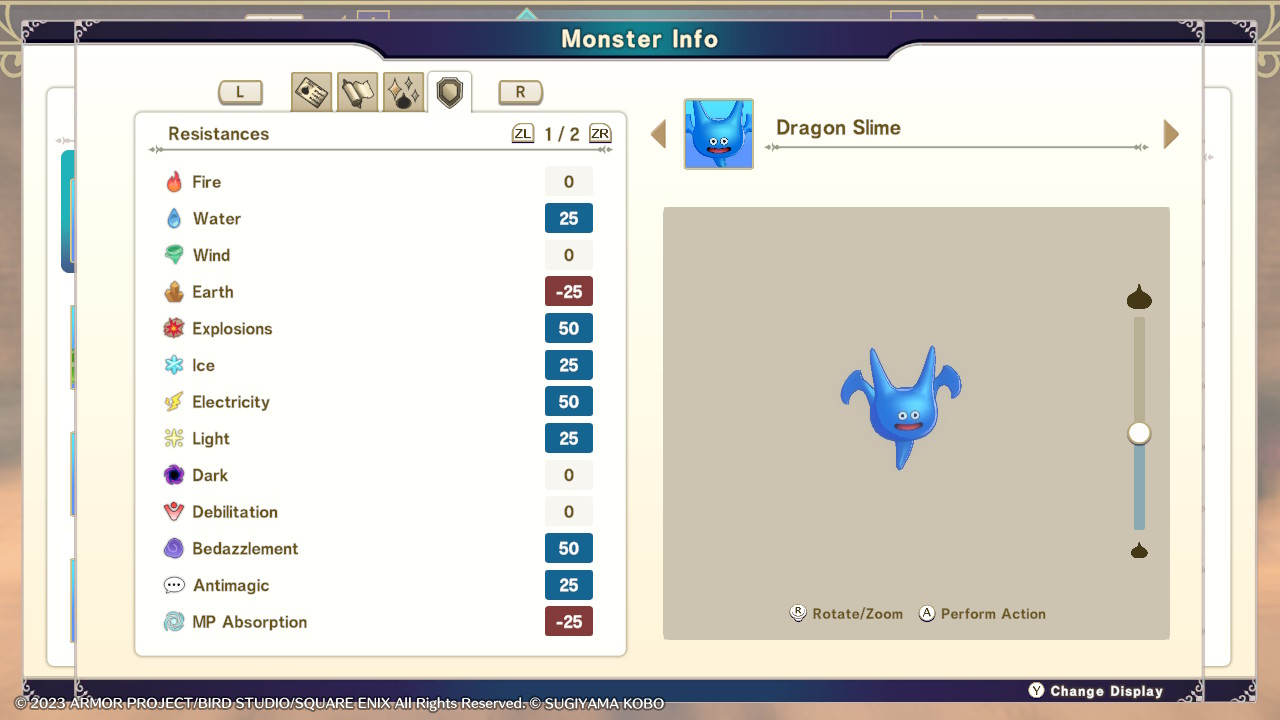 Monster Info
L
R
Resistances
ZL 1 / 2 ZR
Fire 0
Water 25
Wind 0
Earth -25
Explosions 50
Ice 25
Electricity 50
Light 25
Dark 0
Debilitation 0
Bedazzlement 50
Antimagic 25
MP Absorption -25
Dragon Slime
R Rotate/Zoom A Perform Action
Y Change Display
© 2023 ARMOR PROJECT/BIRD STUDIO/SQUARE ENIX All Rights Reserved. © SUGIYAMA KOBO